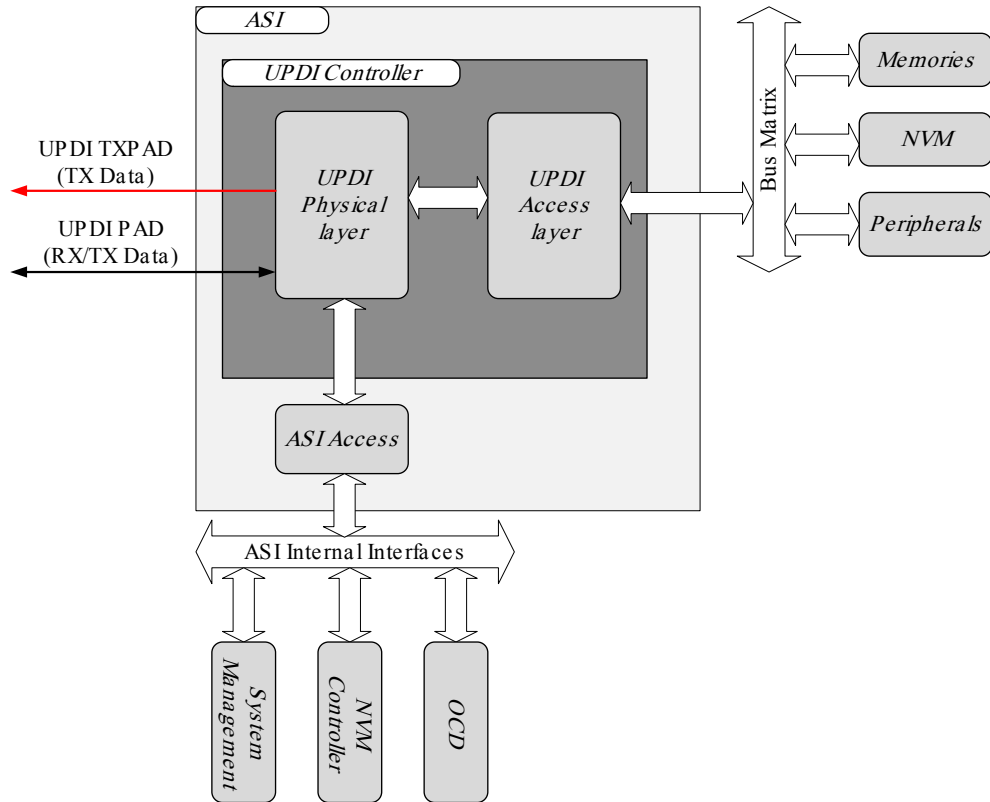 ASI
UPDI Controller
UPDI TXPAD
(TX Data)
UPDI PAD
(RX/TX Data)
UPDI
Physical
layer
UPDI
Access
layer
Bus Matrix
Memories
NVM
Peripherals
ASI Access
ASI Internal Interfaces
System
Management
NVM
Controller
OCD